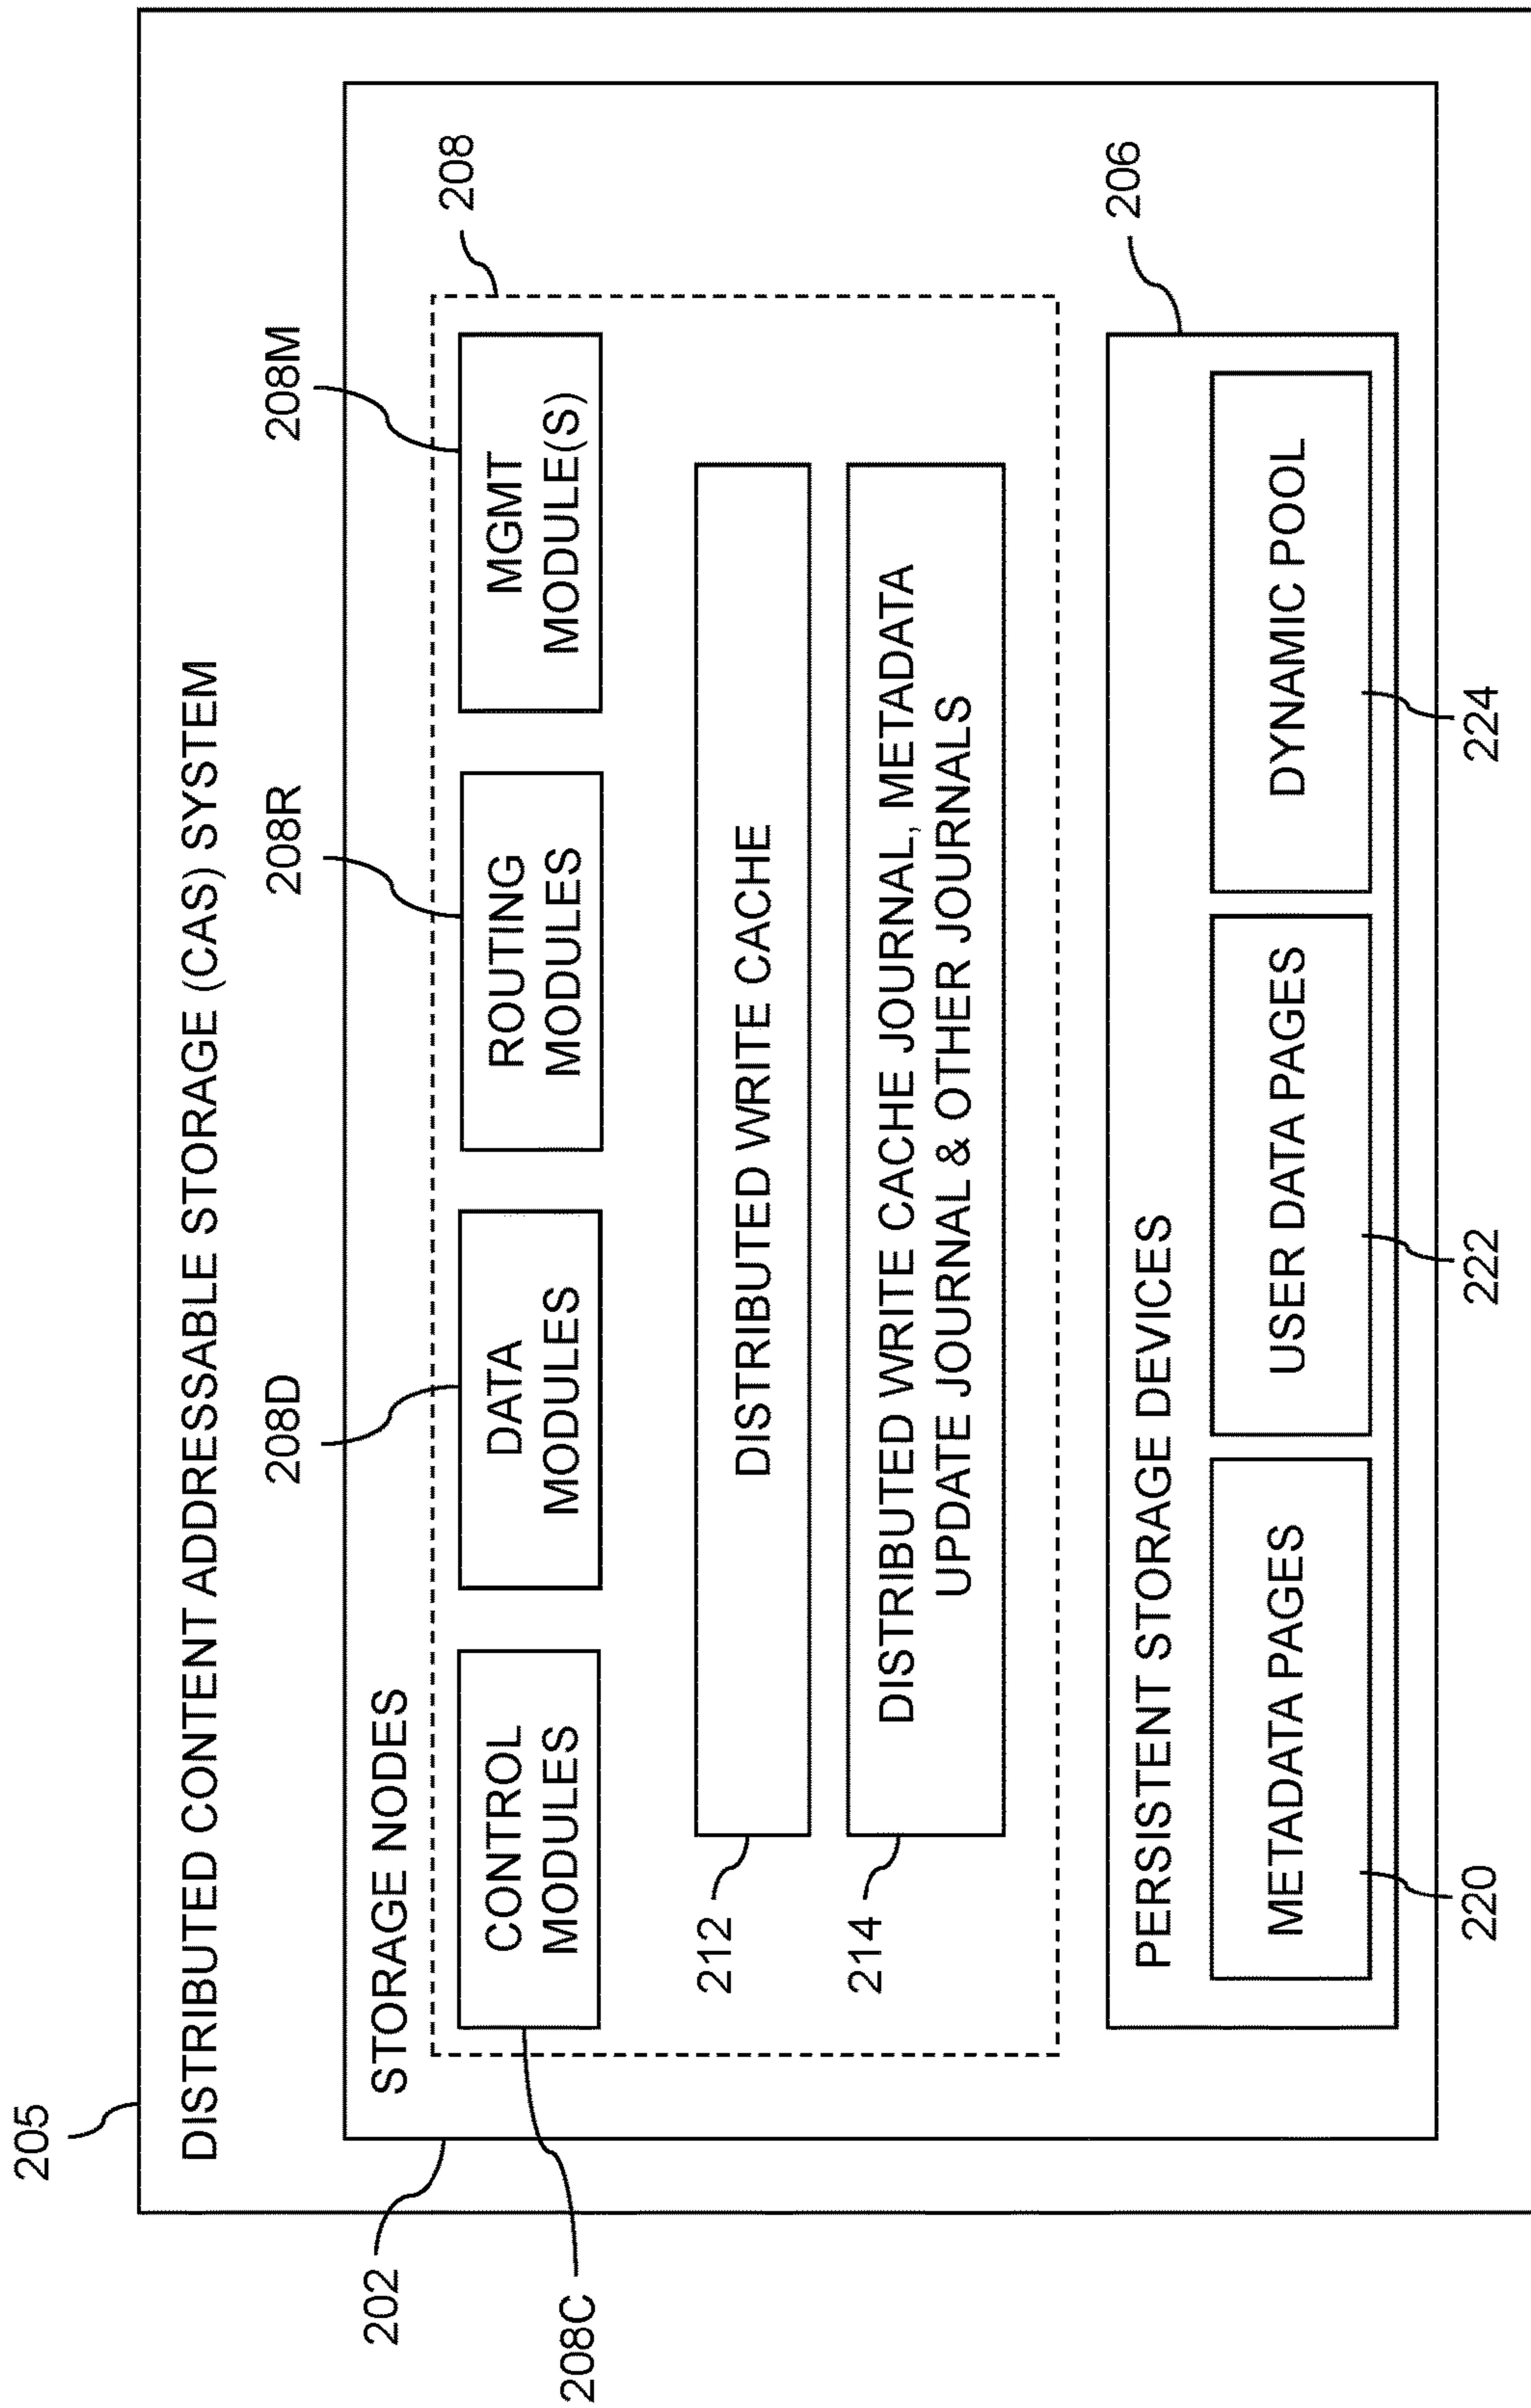 205
DISTRIBUTED CONTENT ADDRESSABLE STORAGE (CAS) SYSTEM
208D
208R
208M
202
STORAGE NODES
208
208C
CONTROL
MODULES
DATA
MODULES
ROUTING
MODULES
MGMT
MODULE(S)
212
DISTRIBUTED WRITE CACHE
214
DISTRIBUTED WRITE CACHE JOURNAL, METADATA
UPDATE JOURNAL & OTHER JOURNALS
206
PERSISTENT STORAGE DEVICES
METADATA PAGES
USER DATA PAGES
DYNAMIC POOL
220
222
224